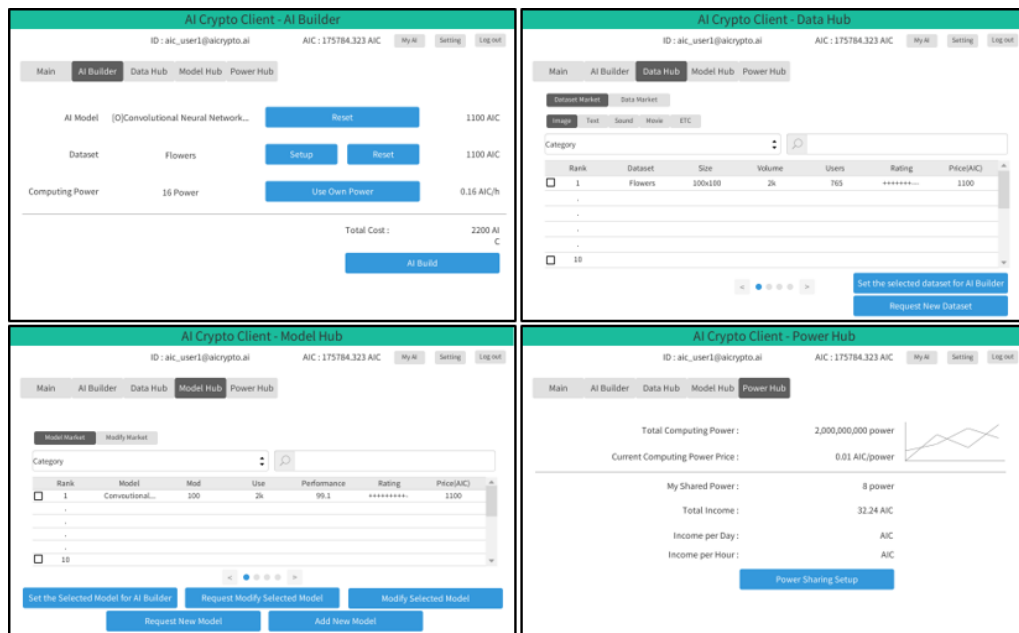 AI Crypto Client - AI Builder
ID : aic_user1@aicrypto.ai AIC : 175784.323 AIC My AI Setting Log out
Main AI Builder Data Hub Model Hub Power Hub
AI Model [O]Convolutional Neural Network... Reset 1100 AIC
Dataset Flowers Setup Reset 1100 AIC
Computing Power 16 Power Use Own Power 0.16 AIC/h
Total Cost : 2200 AI
C
AI Build
AI Crypto Client - Data Hub
ID : aic_user1@aicrypto.ai AIC : 175784.323 AIC My AI Setting Log out
Main AI Builder Data Hub Model Hub Power Hub
Dataset Market Data Market
Image Text Sound Movie ETC
Category
Rank Dataset Size Volume Users Rating Price(AIC)
1 Flowers 100x100 2k 765 +++++++--- 1100
.
.
.
.
10
< >
Set the selected dataset for AI Builder
Request New Dataset
AI Crypto Client - Model Hub
ID : aic_user1@aicrypto.ai AIC : 175784.323 AIC My AI Setting Log out
Main AI Builder Data Hub Model Hub Power Hub
Model Market Modify Market
Category
Rank Model Mod Use Performance Rating Price(AIC)
1 Convoutional... 100 2k 99.1 +++++++++- 1100
.
.
.
.
10
< >
Set the Selected Model for AI Builder Request Modify Selected Model Modify Selected Model
Request New Model Add New Model
AI Crypto Client - Power Hub
ID : aic_user1@aicrypto.ai AIC : 175784.323 AIC My AI Setting Log out
Main AI Builder Data Hub Model Hub Power Hub
Total Computing Power : 2,000,000,000 power
Current Computing Power Price : 0.01 AIC/power
My Shared Power : 8 power
Total Income : 32.24 AIC
Income per Day : AIC
Income per Hour : AIC
Power Sharing Setup